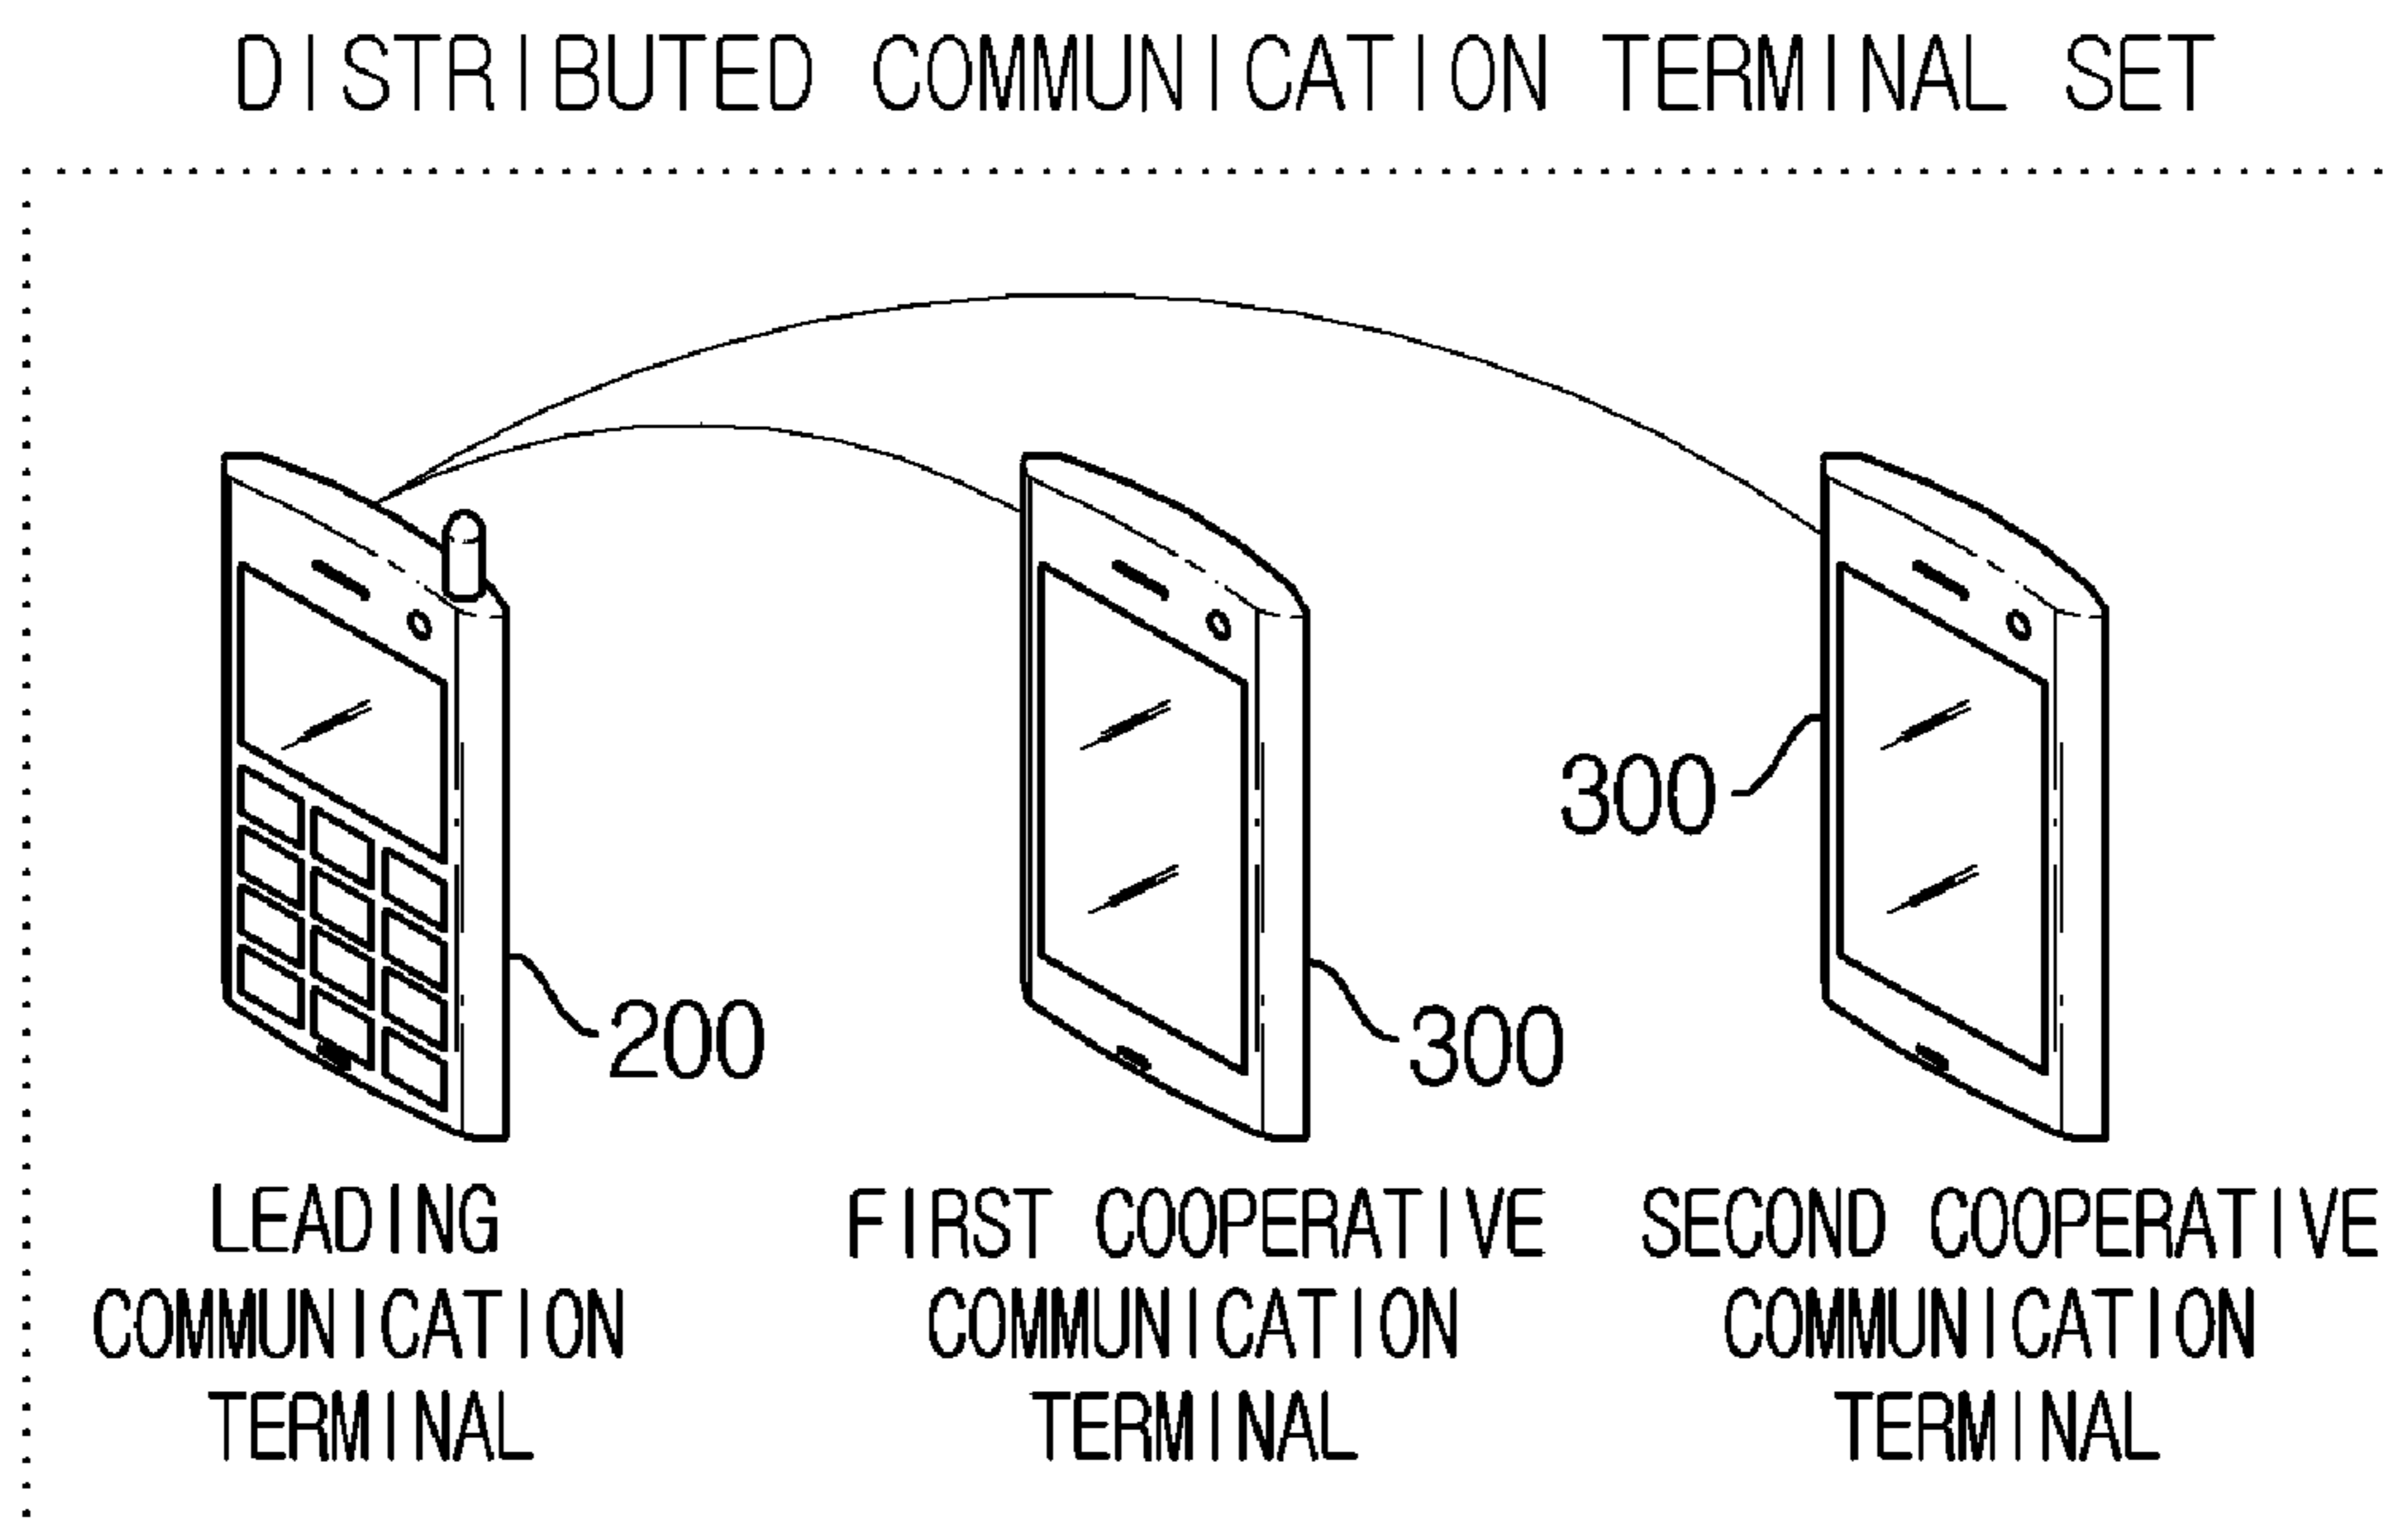 DISTRIBUTED COMMUNICATION TERMINAL SET
300
200
300
LEADING
COMMUNICATION
TERMINAL
FIRST COOPERATIVE
COMMUNICATION
TERMINAL
SECOND COOPERATIVE
COMMUNICATION
TERMINAL